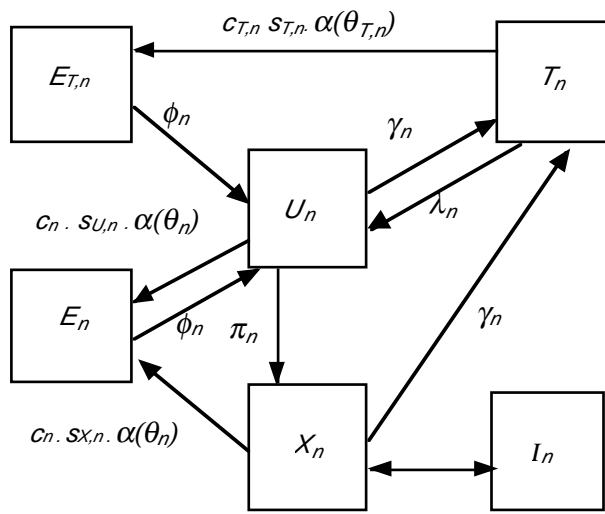 c_{T,n} s_{T,n}. α(θ_{T,n})
E_{T,n}
T_n
ϕ_n
γ_n
U_n
λ_n
c_n . s_{U,n} . α(θ_n)
E_n
ϕ_n
π_n
γ_n
c_n . s_{X,n} . α(θ_n)
X_n
I_n